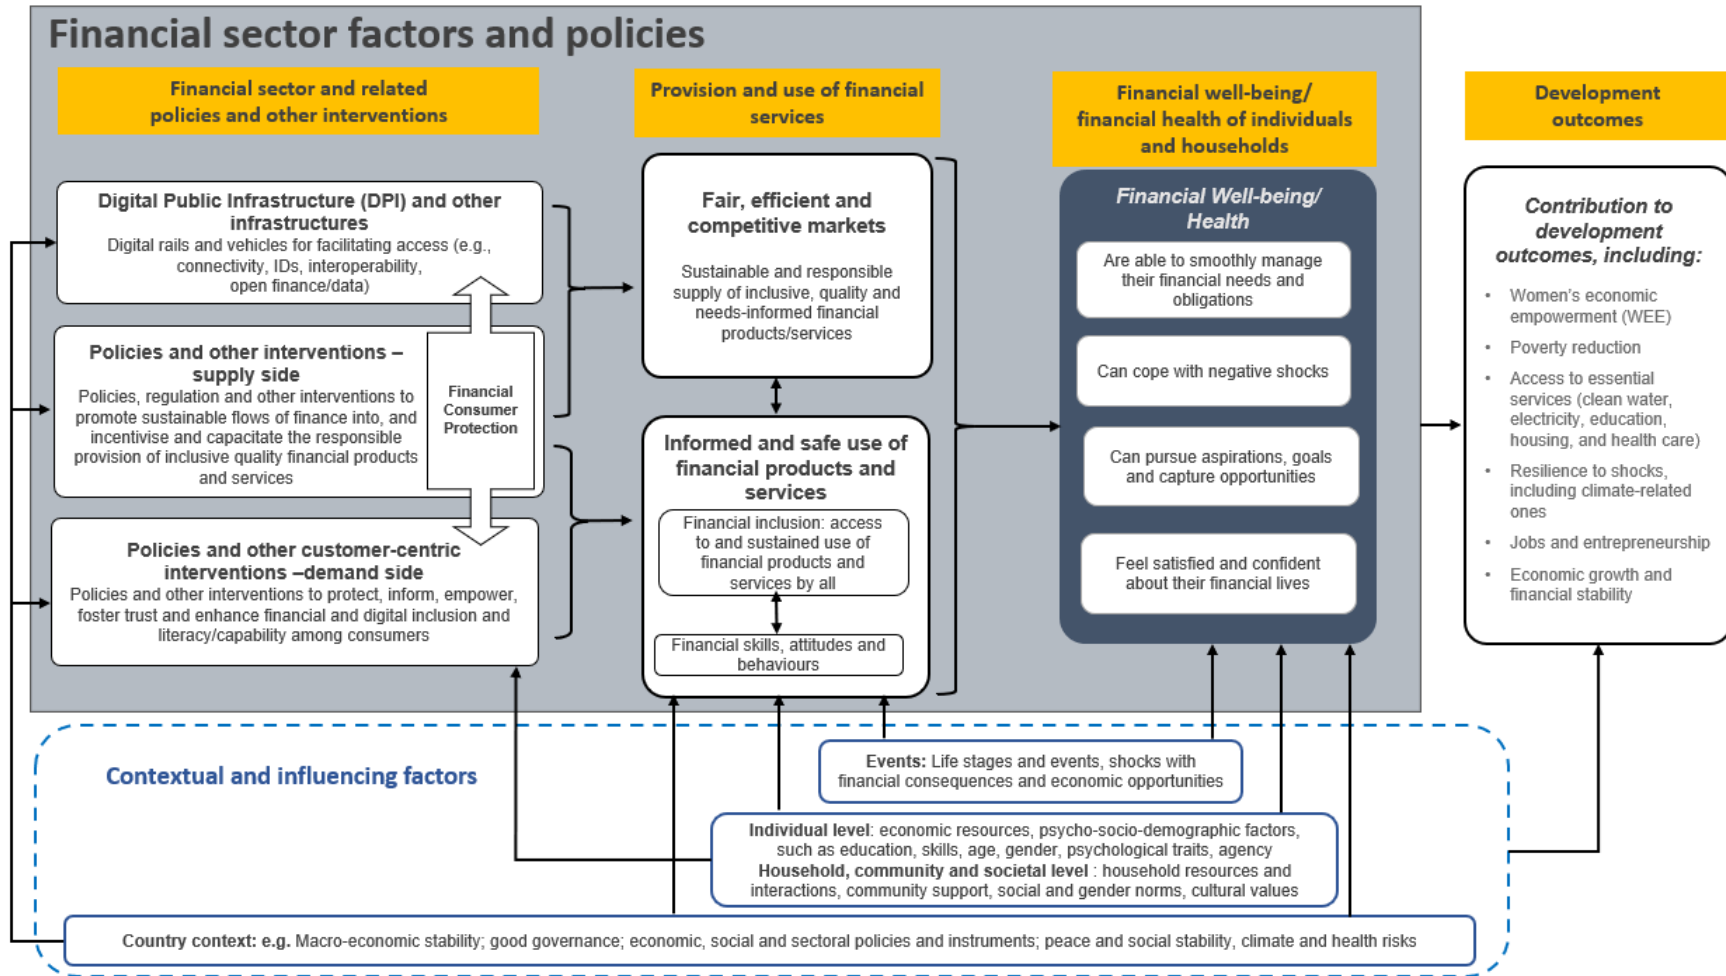 Financial sector factors and policies
Financial sector and related
policies and other interventions
Provision and use of financial
services
Financial well-being/
financial health of individuals
and households
Development
outcomes
Digital Public Infrastructure (DPI) and other
infrastructures
Digital rails and vehicles for facilitating access (e.g.,
connectivity, IDs, interoperability,
open finance/data)
Policies and other interventions –
supply side
Policies, regulation and other interventions to
promote sustainable flows of finance into, and
incentivise and capacitate the responsible
provision of inclusive quality financial products
and services
Financial
Consumer
Protection
Policies and other customer-centric
interventions –demand side
Policies and other interventions to protect, inform, empower,
foster trust and enhance financial and digital inclusion and
literacy/capability among consumers
Fair, efficient and
competitive markets
Sustainable and responsible
supply of inclusive, quality and
needs-informed financial
products/services
Informed and safe use of
financial products and
services
Financial inclusion: access
to and sustained use of
financial products and
services by all
Financial skills, attitudes and
behaviours
Financial Well-being/
Health
Are able to smoothly manage
their financial needs and
obligations
Can cope with negative shocks
Can pursue aspirations, goals
and capture opportunities
Feel satisfied and confident
about their financial lives
Contribution to
development
outcomes, including:
• Women's economic
empowerment (WEE)
• Poverty reduction
• Access to essential
services (clean water,
electricity, education,
housing, and health care)
• Resilience to shocks,
including climate-related
ones
• Jobs and entrepreneurship
• Economic growth and
financial stability
Contextual and influencing factors
Events: Life stages and events, shocks with
financial consequences and economic opportunities
Individual level: economic resources, psycho-socio-demographic factors,
such as education, skills, age, gender, psychological traits, agency
Household, community and societal level : household resources and
interactions, community support, social and gender norms, cultural values
Country context: e.g. Macro-economic stability; good governance; economic, social and sectoral policies and instruments; peace and social stability, climate and health risks